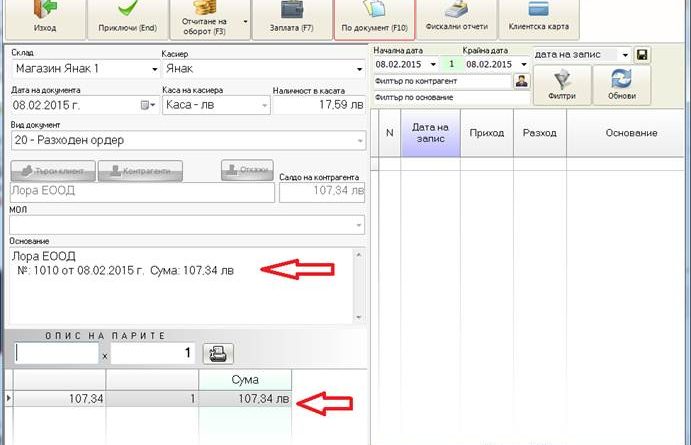 Изход
Приключи (End)
Отчитане на оборот (F3)
Заплата (F7)
По документ (F10)
Фискални отчети
Клиентска карта
Склад
Касиер
Магазин Янак 1
Янак
Дата на документа
Каса на касиера
Наличност в касата
08.02.2015 г.
Каса - лв
17,59 лв
Вид документ
20 - Разходен ордер
Търси клиент
Контрагенти
Откажи
Салдо на контрагента
Лора ЕООД
107,34 лв
МОЛ
Основание
Лора ЕООД
№: 1010 от 08.02.2015 г. Сума: 107,34 лв
ОПИС НА ПАРИТЕ
x 1
Сума
107,34 1 107,34 лв
Начална дата
Крайна дата
дата на запис
08.02.2015 1 08.02.2015
Филтър по контрагент
Филтър по основание
Филтри
Обнови
N
Дата на запис
Приход
Разход
Основание